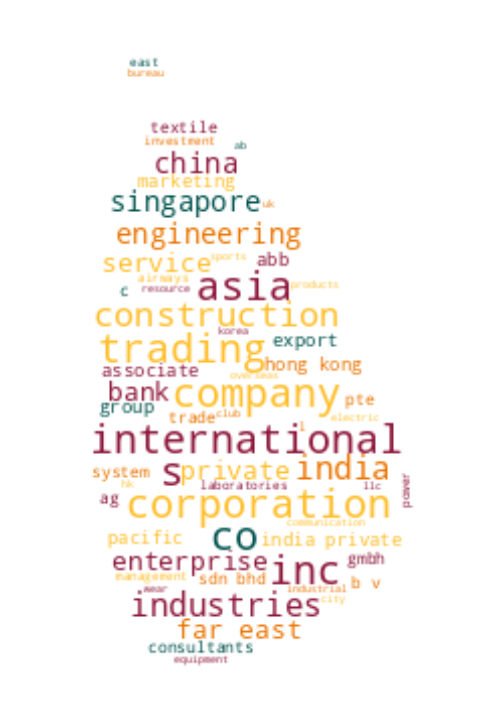 east
bureau
textile
investment ab
china
marketing
singapore uk
engineering
service sports abb
airways
c resource asia products
construction
korea
trading export
hong kong
associate overseas
bank company pte
group trade club electric
international l
system s private india
hk laboratories llc power
ag corporation
communication
pacific co india private
enterprise inc gmbh
management sdn bhd b v
wear industrial
industries city
far east
consultants
equipment